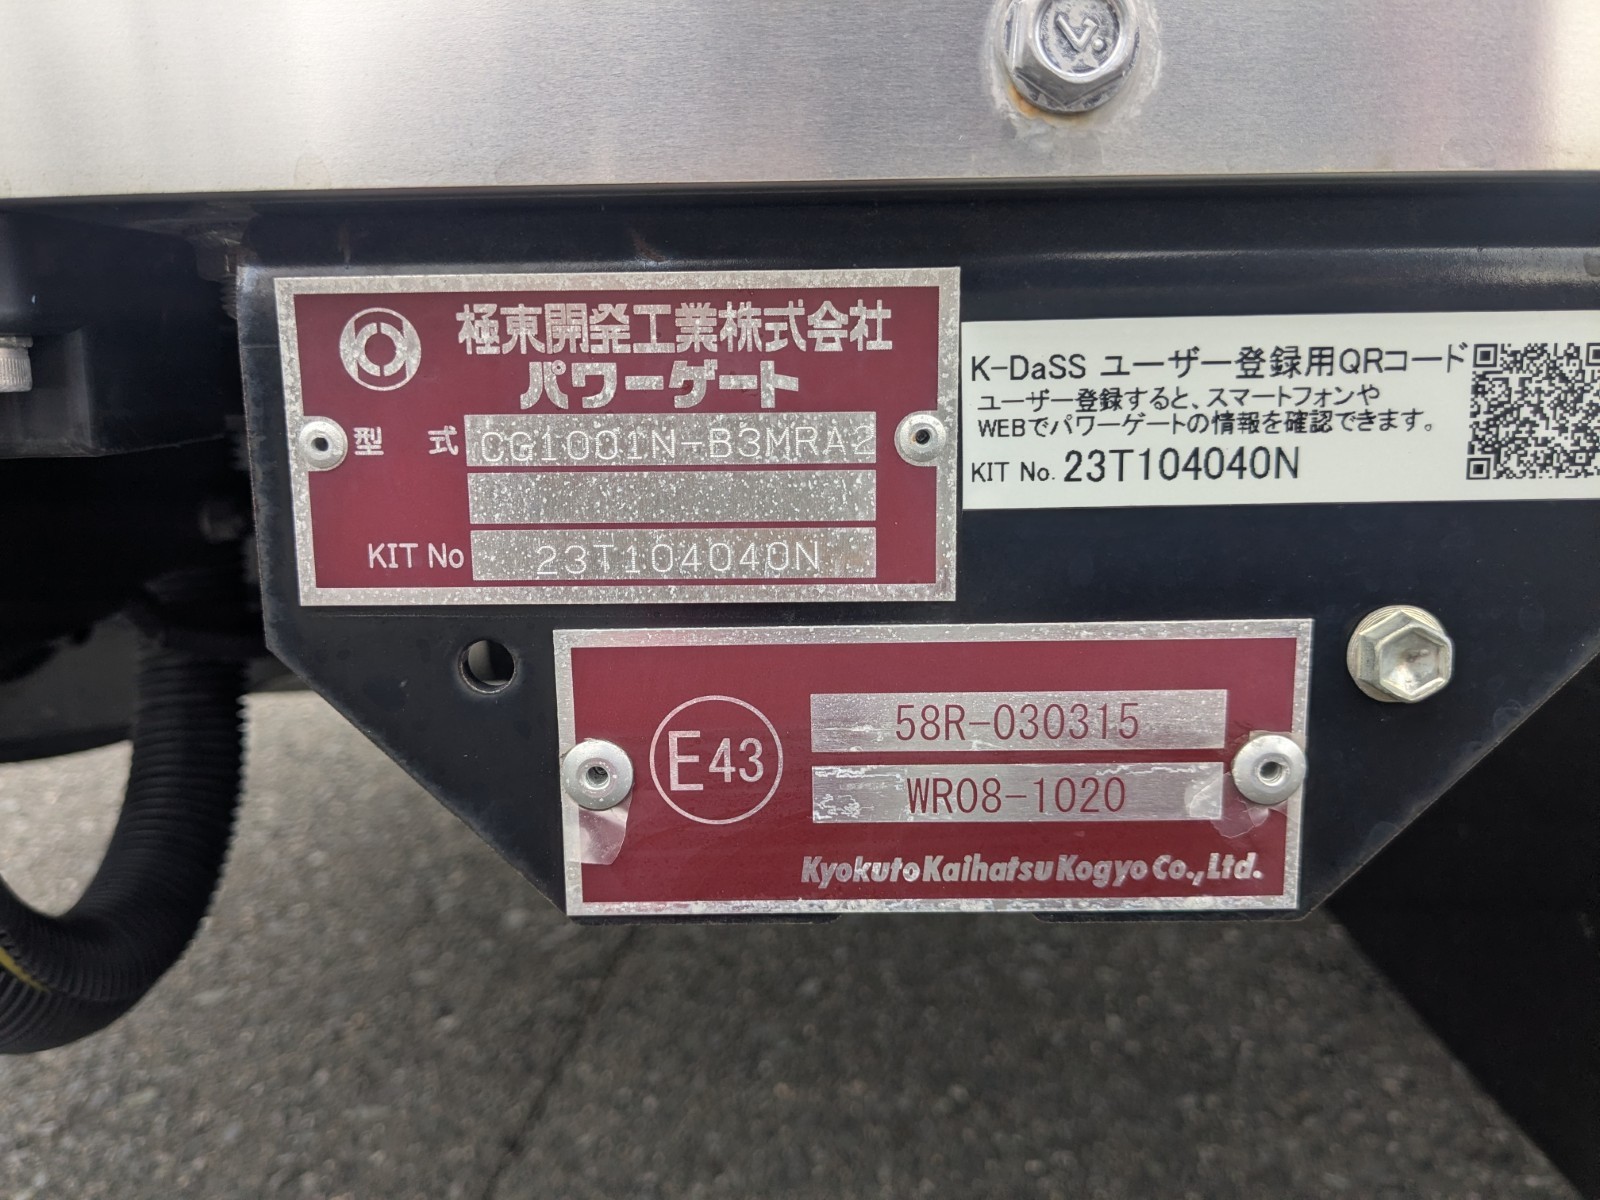 極東開発工業株式会社
パワーゲート
型式 CG1001N-B3MRA2
KIT No 23T104040N
K-DaSS ユーザー登録用QRコード
ユーザー登録すると、スマートフォンや
WEBでパワーゲートの情報を確認できます。
KIT No. 23T104040N
E43
58R-030315
WR08-1020
Kyokuto Kaihatsu Kogyo Co., Ltd.